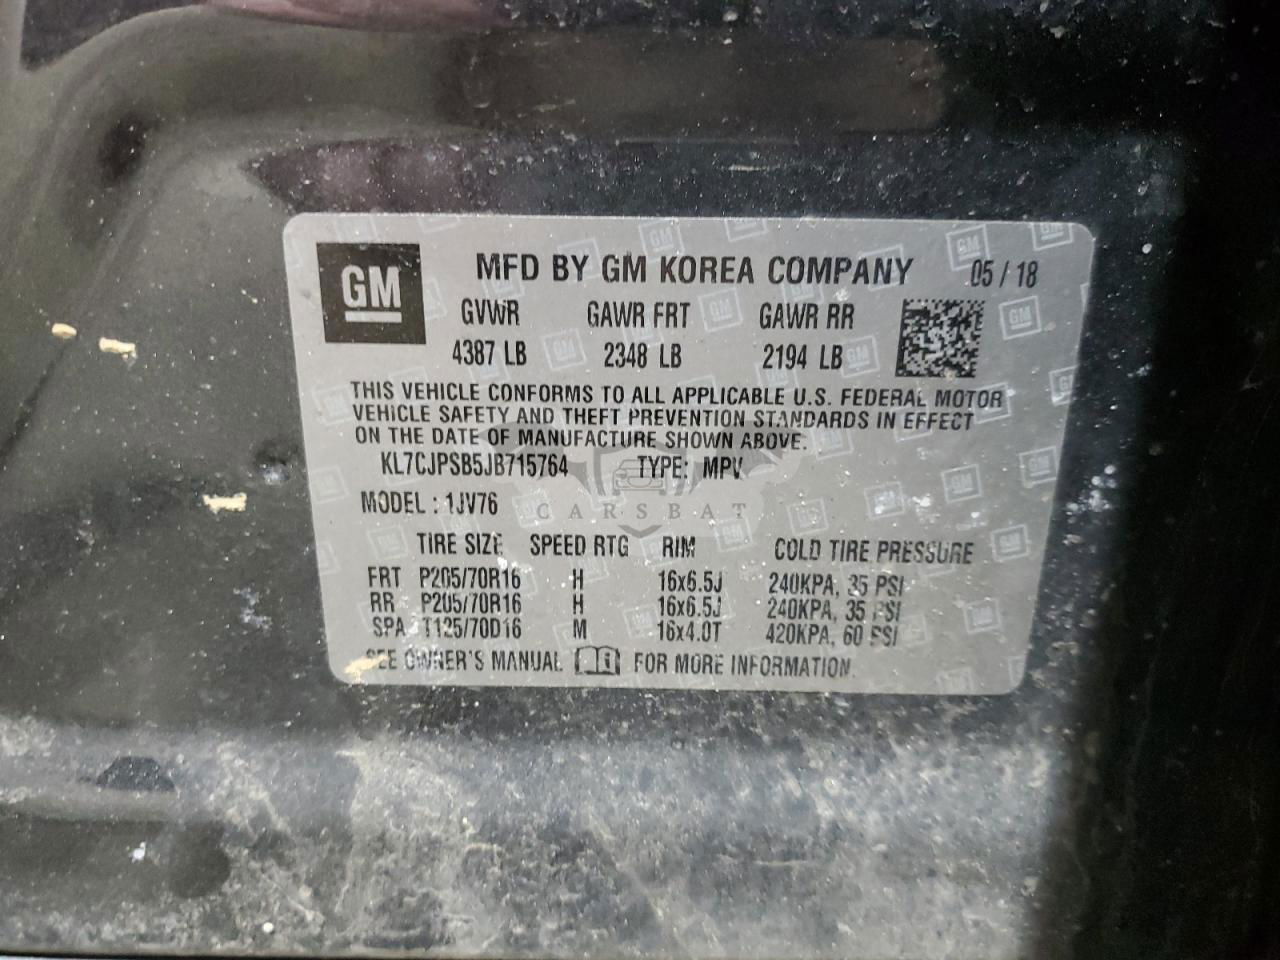 GM
MFD BY GM KOREA COMPANY 05 / 18
GVWR GAWR FRT GAWR RR
4387 LB 2348 LB 2194 LB
THIS VEHICLE CONFORMS TO ALL APPLICABLE U.S. FEDERAL MOTOR
VEHICLE SAFETY AND THEFT PREVENTION STANDARDS IN EFFECT
ON THE DATE OF MANUFACTURE SHOWN ABOVE.
KL7CJPSB5JB715764 TYPE: MPV
MODEL : 1JV76
CARSBAT
TIRE SIZE SPEED RTG RIM COLD TIRE PRESSURE
FRT P205/70R16 H 16x6.5J 240KPA, 35 PSI
RR P205/70R16 H 16x6.5J 240KPA, 35 PSI
SPA T125/70D16 M 16x4.0T 420KPA, 60 PSI
SEE OWNER'S MANUAL FOR MORE INFORMATION.